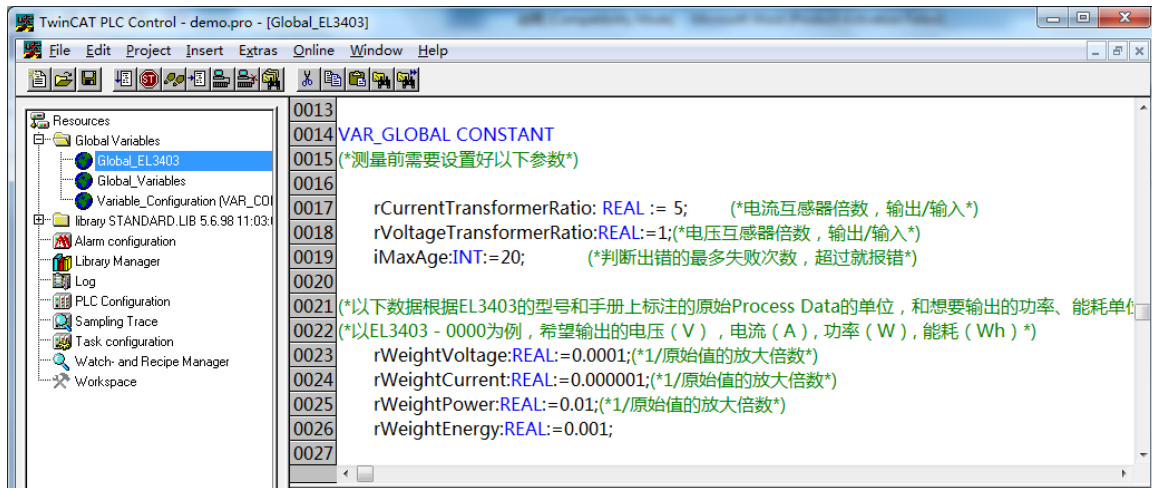 TwinCAT PLC Control - demo.pro - [Global_EL3403]
File Edit Project Insert Extras Online Window Help
Resources
Global Variables
Global_EL3403
Global_Variables
Variable_Configuration (VAR_CO
library STANDARD.LIB 5.6.98 11:03:
Alarm configuration
Library Manager
Log
PLC Configuration
Sampling Trace
Task configuration
Watch- and Recipe Manager
Workspace
0013
0014 VAR_GLOBAL CONSTANT
0015 (*测量前需要设置好以下参数*)
0016
0017 rCurrentTransformerRatio: REAL := 5; (*电流互感器倍数，输出/输入*)
0018 rVoltageTransformerRatio:REAL:=1;(*电压互感器倍数，输出/输入*)
0019 iMaxAge:INT:=20; (*判断出错的最多失败次数，超过就报错*)
0020
0021 (*以下数据根据EL3403的型号和手册上标注的原始Process Data的单位，和想要输出的功率、能耗单位
0022 (*以EL3403 - 0000为例，希望输出的电压（V），电流（A）, 功率（W）, 能耗（Wh）*)
0023 rWeightVoltage:REAL:=0.0001;(*1/原始值的放大倍数*)
0024 rWeightCurrent:REAL:=0.000001;(*1/原始值的放大倍数*)
0025 rWeightPower:REAL:=0.01;(*1/原始值的放大倍数*)
0026 rWeightEnergy:REAL:=0.001;
0027